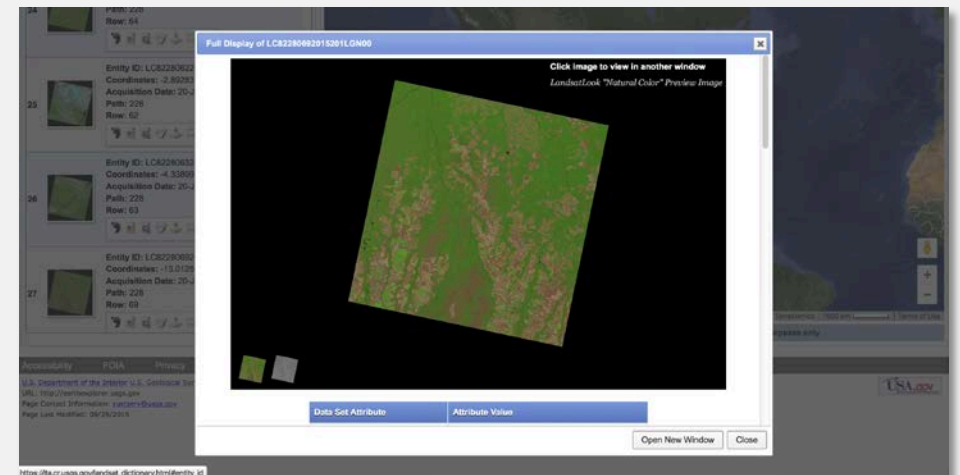 24
Path: 228
Row: 64
Full Display of LC82280692015201LGN00
Click image to view in another window
LandsatLook "Natural Color" Preview Image
25
Entity ID: LC822806220
Coordinates: -2.89283
Acquisition Date: 20-J
Path: 228
Row: 62
26
Entity ID: LC82280632
Coordinates: -4.33899
Acquisition Date: 20-J
Path: 228
Row: 63
27
Entity ID: LC82280692
Coordinates: -13.0126
Acquisition Date: 20-J
Path: 228
Row: 69
Terms of Use
Accessibility FOIA Privacy
U.S. Department of the Interior U.S. Geological Sur
URL: http://earthexplorer.usgs.gov
Page Contact Information:
Page Last Modified:
USA.gov
Data Set Attribute Attribute Value
Open New Window Close
https://lta.cr.usgs.gov/landsat_dictionary.html#entity_id